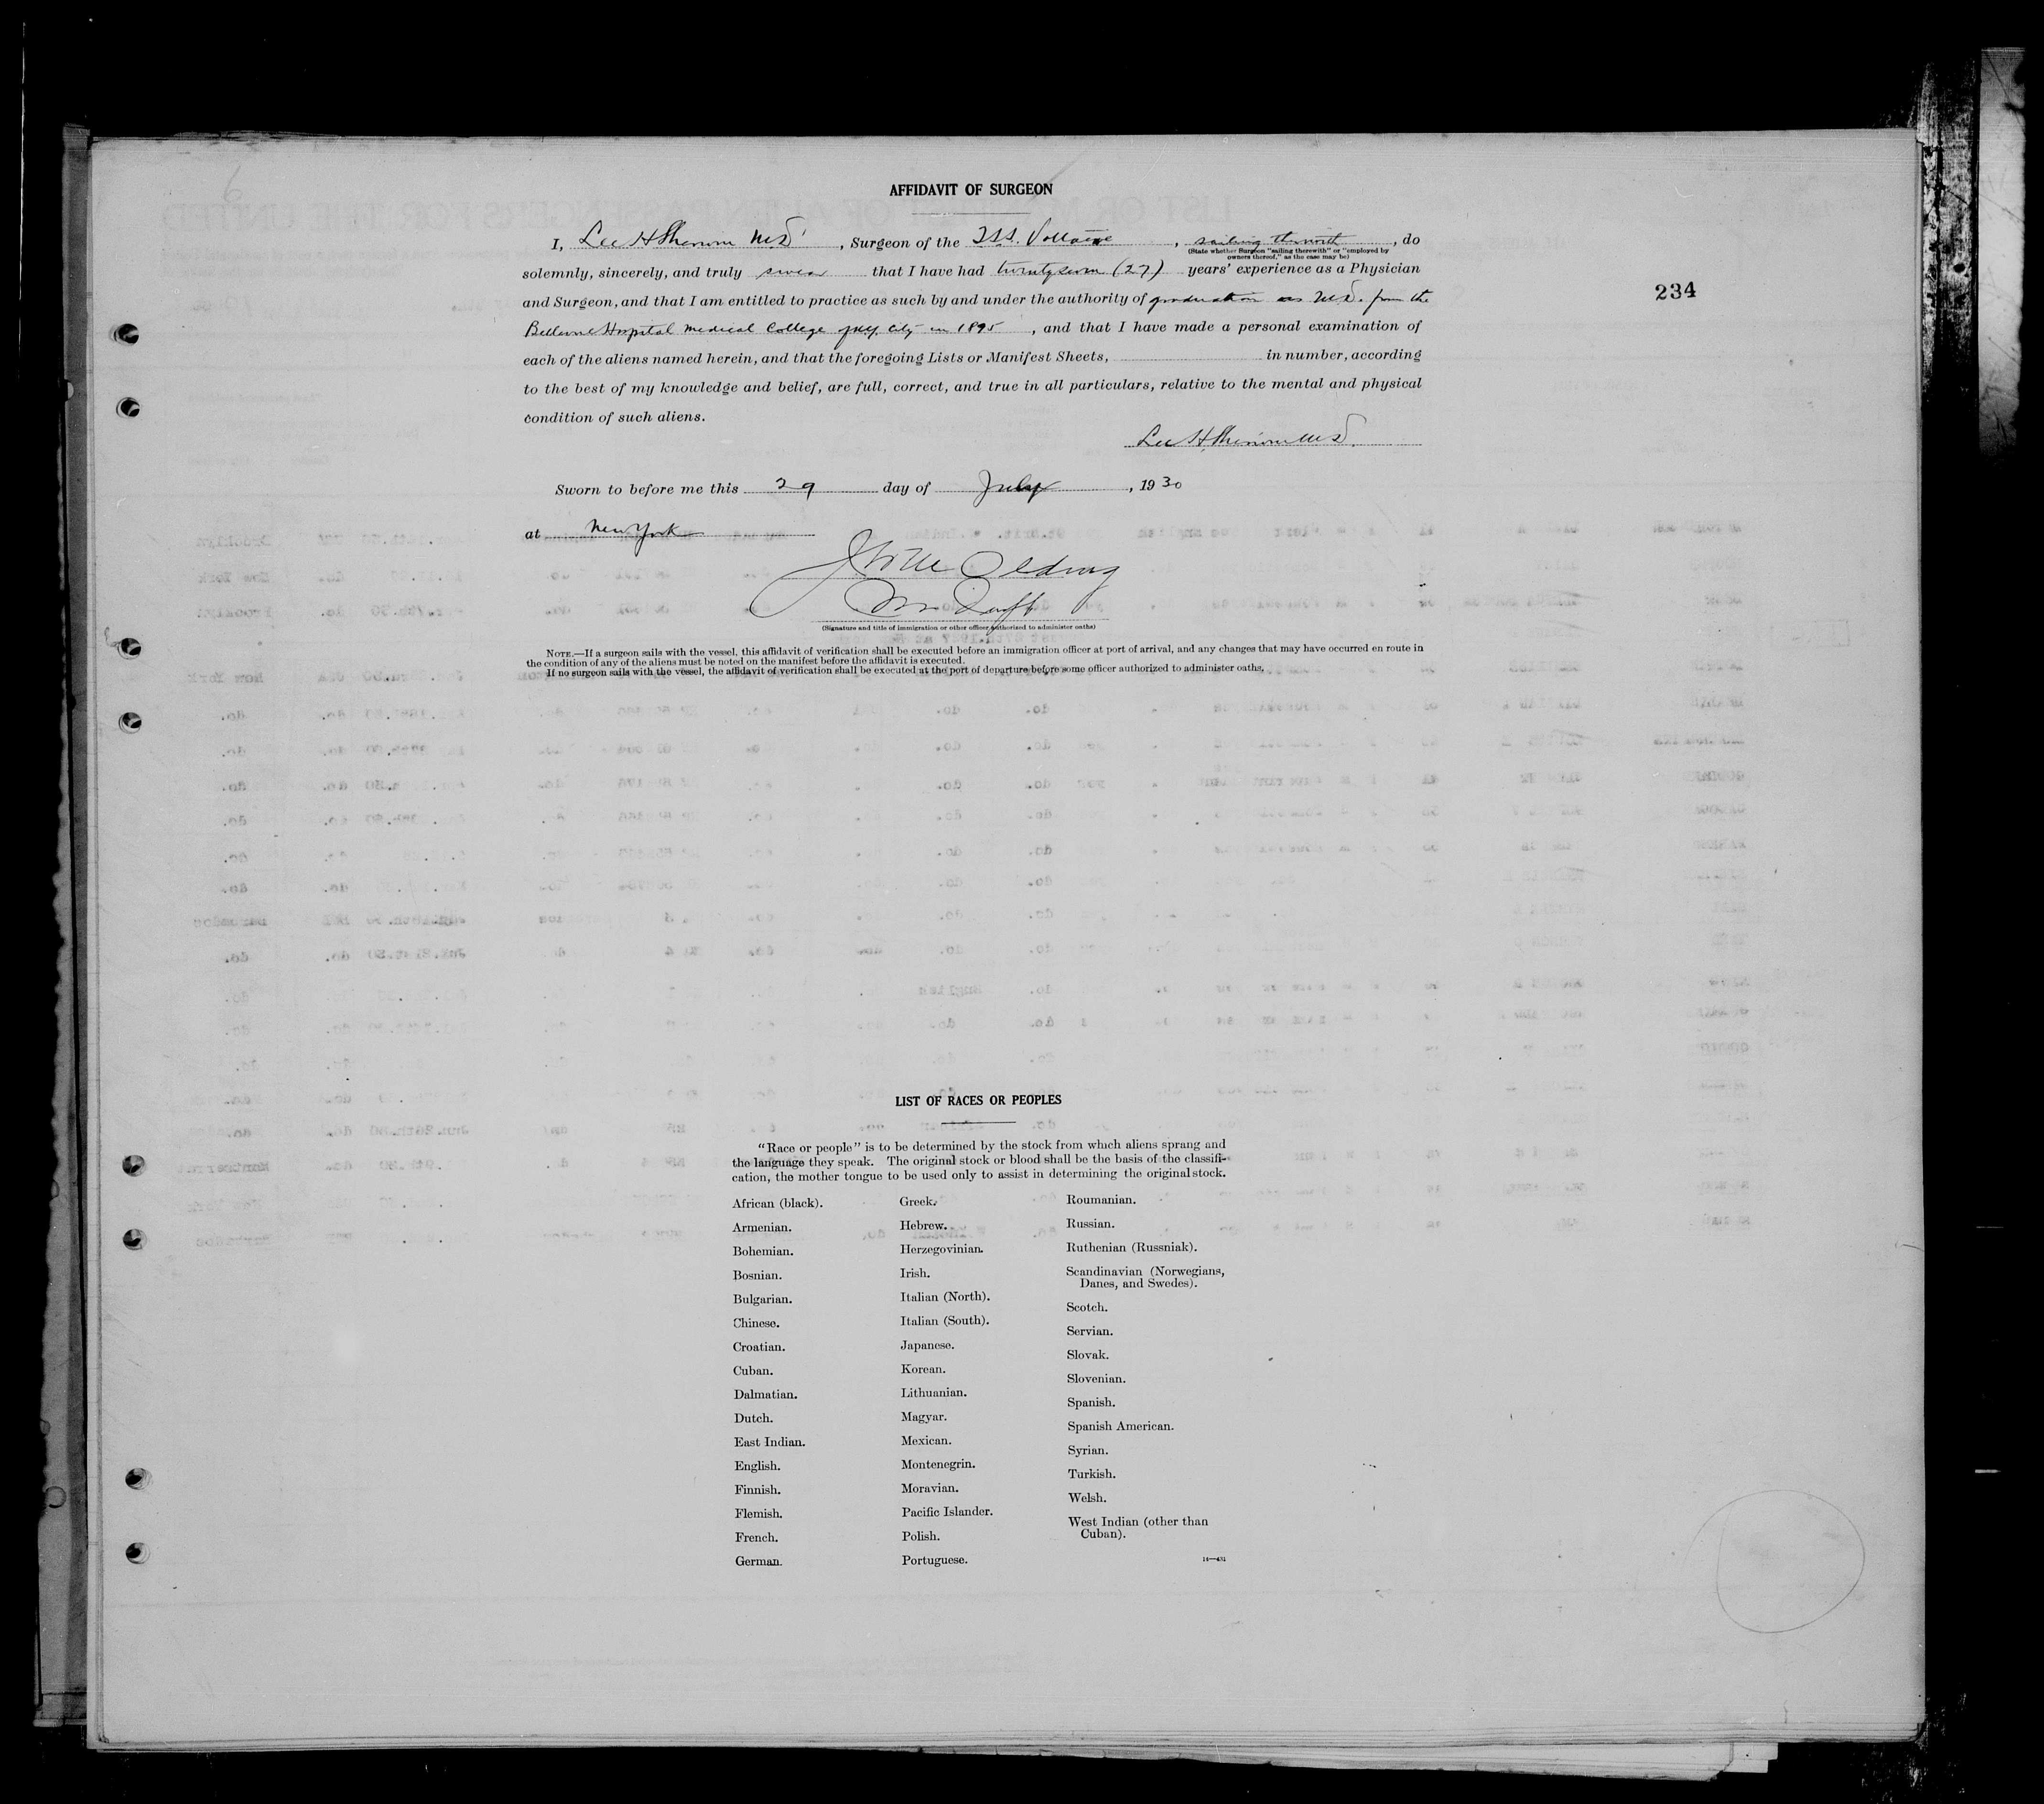 AFFIDAVIT OF SURGEON
I, Lee H M.D. , Surgeon of the S.S. , sailing therewith , do
(State whether Surgeon "sailing therewith" or "employed by
owners thereof," as the case may be)
solemnly, sincerely, and truly swear that I have had twenty seven (27) years' experience as a Physician
and Surgeon, and that I am entitled to practice as such by and under the authority of graduation as M.D. from the
234
Bellevue Hospital Medical College of N.Y. City in 1895 , and that I have made a personal examination of
each of the aliens named herein, and that the foregoing Lists or Manifest Sheets, in number, according
to the best of my knowledge and belief, are full, correct, and true in all particulars, relative to the mental and physical
condition of such aliens.
Lee H M.D.
Sworn to before me this 29 day of July , 1930
at New York
(Signature and title of immigration or other officer authorized to administer oaths)
NOTE.—If a surgeon sails with the vessel, this affidavit of verification shall be executed before an immigration officer at port of arrival, and any changes that may have occurred en route in
the condition of any of the aliens must be noted on the manifest before the affidavit is executed.
If no surgeon sails with the vessel, the affidavit of verification shall be executed at the port of departure before some officer authorized to administer oaths.
LIST OF RACES OR PEOPLES
"Race or people" is to be determined by the stock from which aliens sprang and
the language they speak. The original stock or blood shall be the basis of the classifi-
cation, the mother tongue to be used only to assist in determining the original stock.
African (black).
Armenian.
Bohemian.
Bosnian.
Bulgarian.
Chinese.
Croatian.
Cuban.
Dalmatian.
Dutch.
East Indian.
English.
Finnish.
Flemish.
French.
German.
Greek.
Hebrew.
Herzegovinian.
Irish.
Italian (North).
Italian (South).
Japanese.
Korean.
Lithuanian.
Magyar.
Mexican.
Montenegrin.
Moravian.
Pacific Islander.
Polish.
Portuguese.
Roumanian.
Russian.
Ruthenian (Russniak).
Scandinavian (Norwegians,
Danes, and Swedes).
Scotch.
Servian.
Slovak.
Slovenian.
Spanish.
Spanish American.
Syrian.
Turkish.
Welsh.
West Indian (other than
Cuban).
14—431